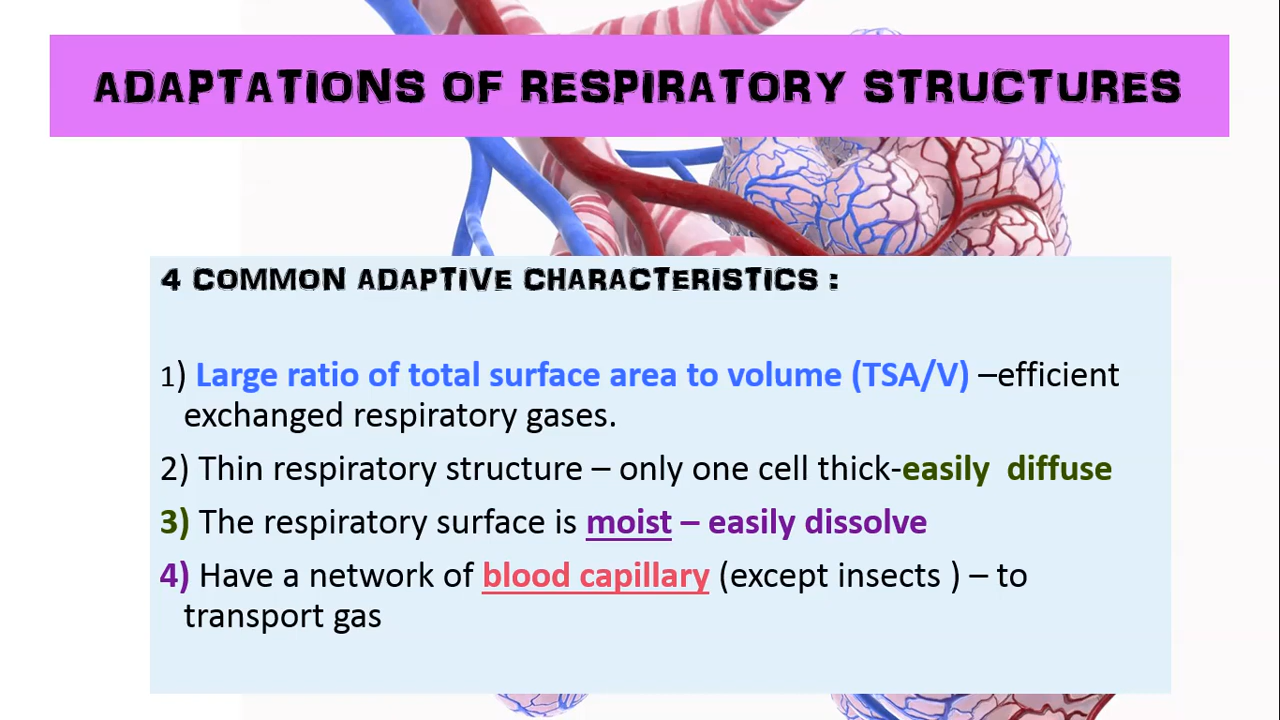 ADAPTATIONS OF RESPIRATORY STRUCTURES
4 COMMON ADAPTIVE CHARACTERISTICS :
1) Large ratio of total surface area to volume (TSA/V) –efficient
exchanged respiratory gases.
2) Thin respiratory structure – only one cell thick-easily diffuse
3) The respiratory surface is moist – easily dissolve
4) Have a network of blood capillary (except insects ) – to
transport gas